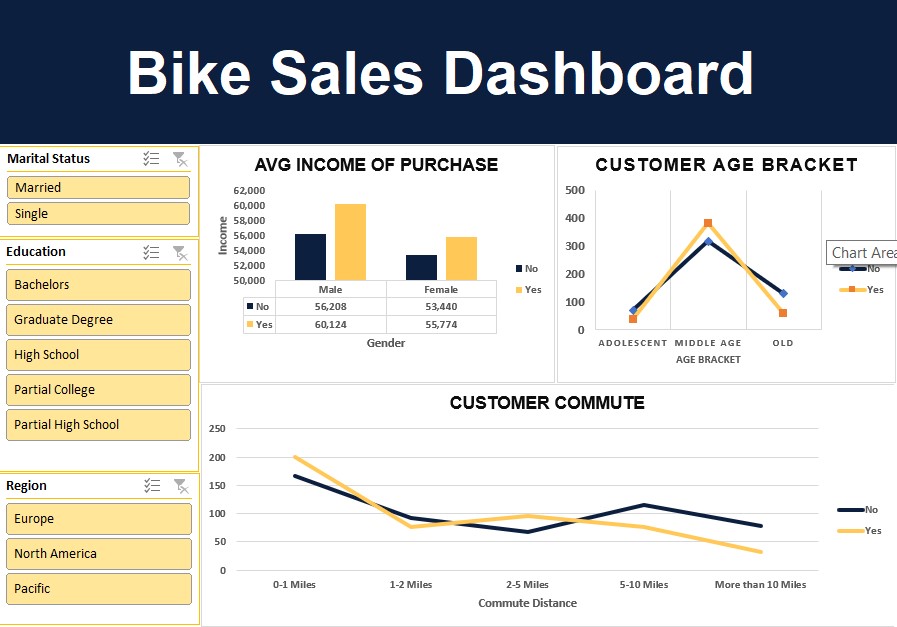 Bike Sales Dashboard
Marital Status
Married
Single
Education
Bachelors
Graduate Degree
High School
Partial College
Partial High School
Region
Europe
North America
Pacific
AVG INCOME OF PURCHASE
62,000
60,000
58,000
56,000
54,000
52,000
50,000
Income
Male Female
No 56,208 53,440
Yes 60,124 55,774
Gender
No
Yes
CUSTOMER AGE BRACKET
500
400
300
200
100
0
ADOLESCENT MIDDLE AGE OLD
AGE BRACKET
Chart Area
No
Yes
CUSTOMER COMMUTE
250
200
150
100
50
0
0-1 Miles 1-2 Miles 2-5 Miles 5-10 Miles More than 10 Miles
Commute Distance
No
Yes